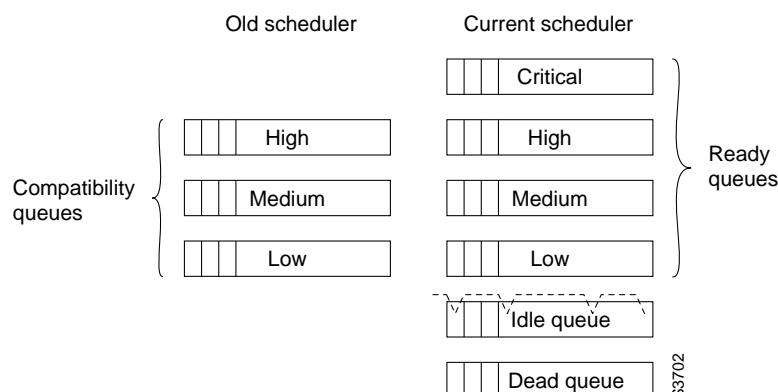 Old scheduler
Current scheduler
Critical
High
High
Ready
queues
Compatibility
queues
Medium
Medium
Low
Low
Idle queue
Dead queue